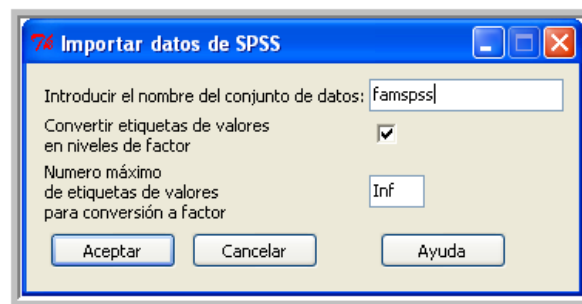 Importar datos de SPSS
Introducir el nombre del conjunto de datos: famspss
Convertir etiquetas de valores
en niveles de factor
Numero máximo
de etiquetas de valores
para conversión a factor
Inf
Aceptar Cancelar Ayuda